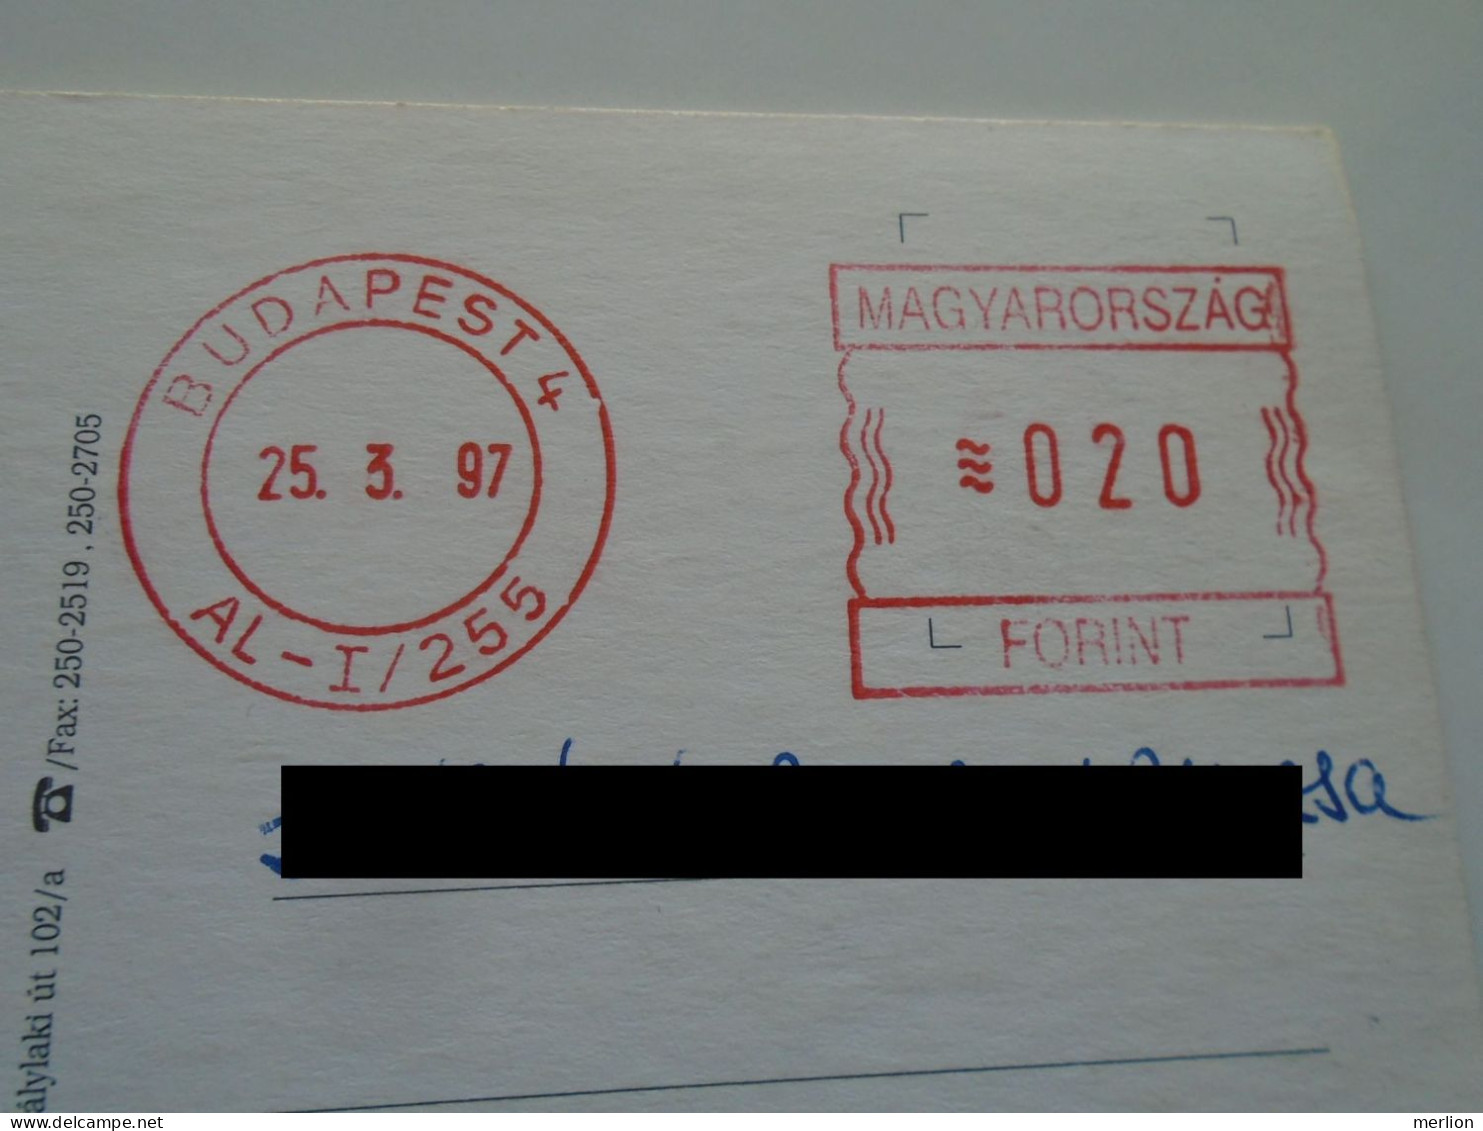 BUDAPEST 4
25. 3. 97
AL-I/255
MAGYARORSZÁG
≈020
FORINT
álylaki út 102/a ☎/Fax: 250-2519, 250-2705
delcampe.net
merlion